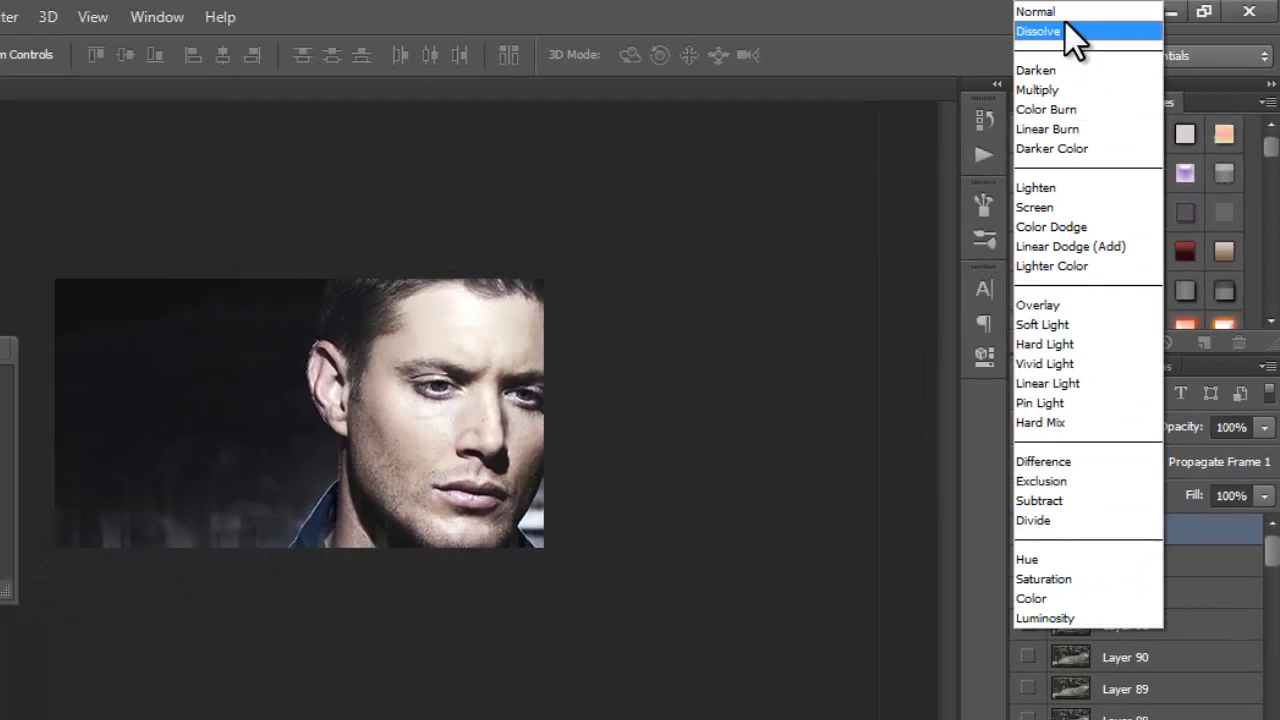 ter 3D View Window Help
m Controls
3D Mode:
ntials
es
Normal
Dissolve
Darken
Multiply
Color Burn
Linear Burn
Darker Color
Lighten
Screen
Color Dodge
Linear Dodge (Add)
Lighter Color
Overlay
Soft Light
Hard Light
Vivid Light
Linear Light
Pin Light
Hard Mix
Difference
Exclusion
Subtract
Divide
Hue
Saturation
Color
Luminosity
Opacity: 100%
Propagate Frame 1
Fill: 100%
Layer 90
Layer 89